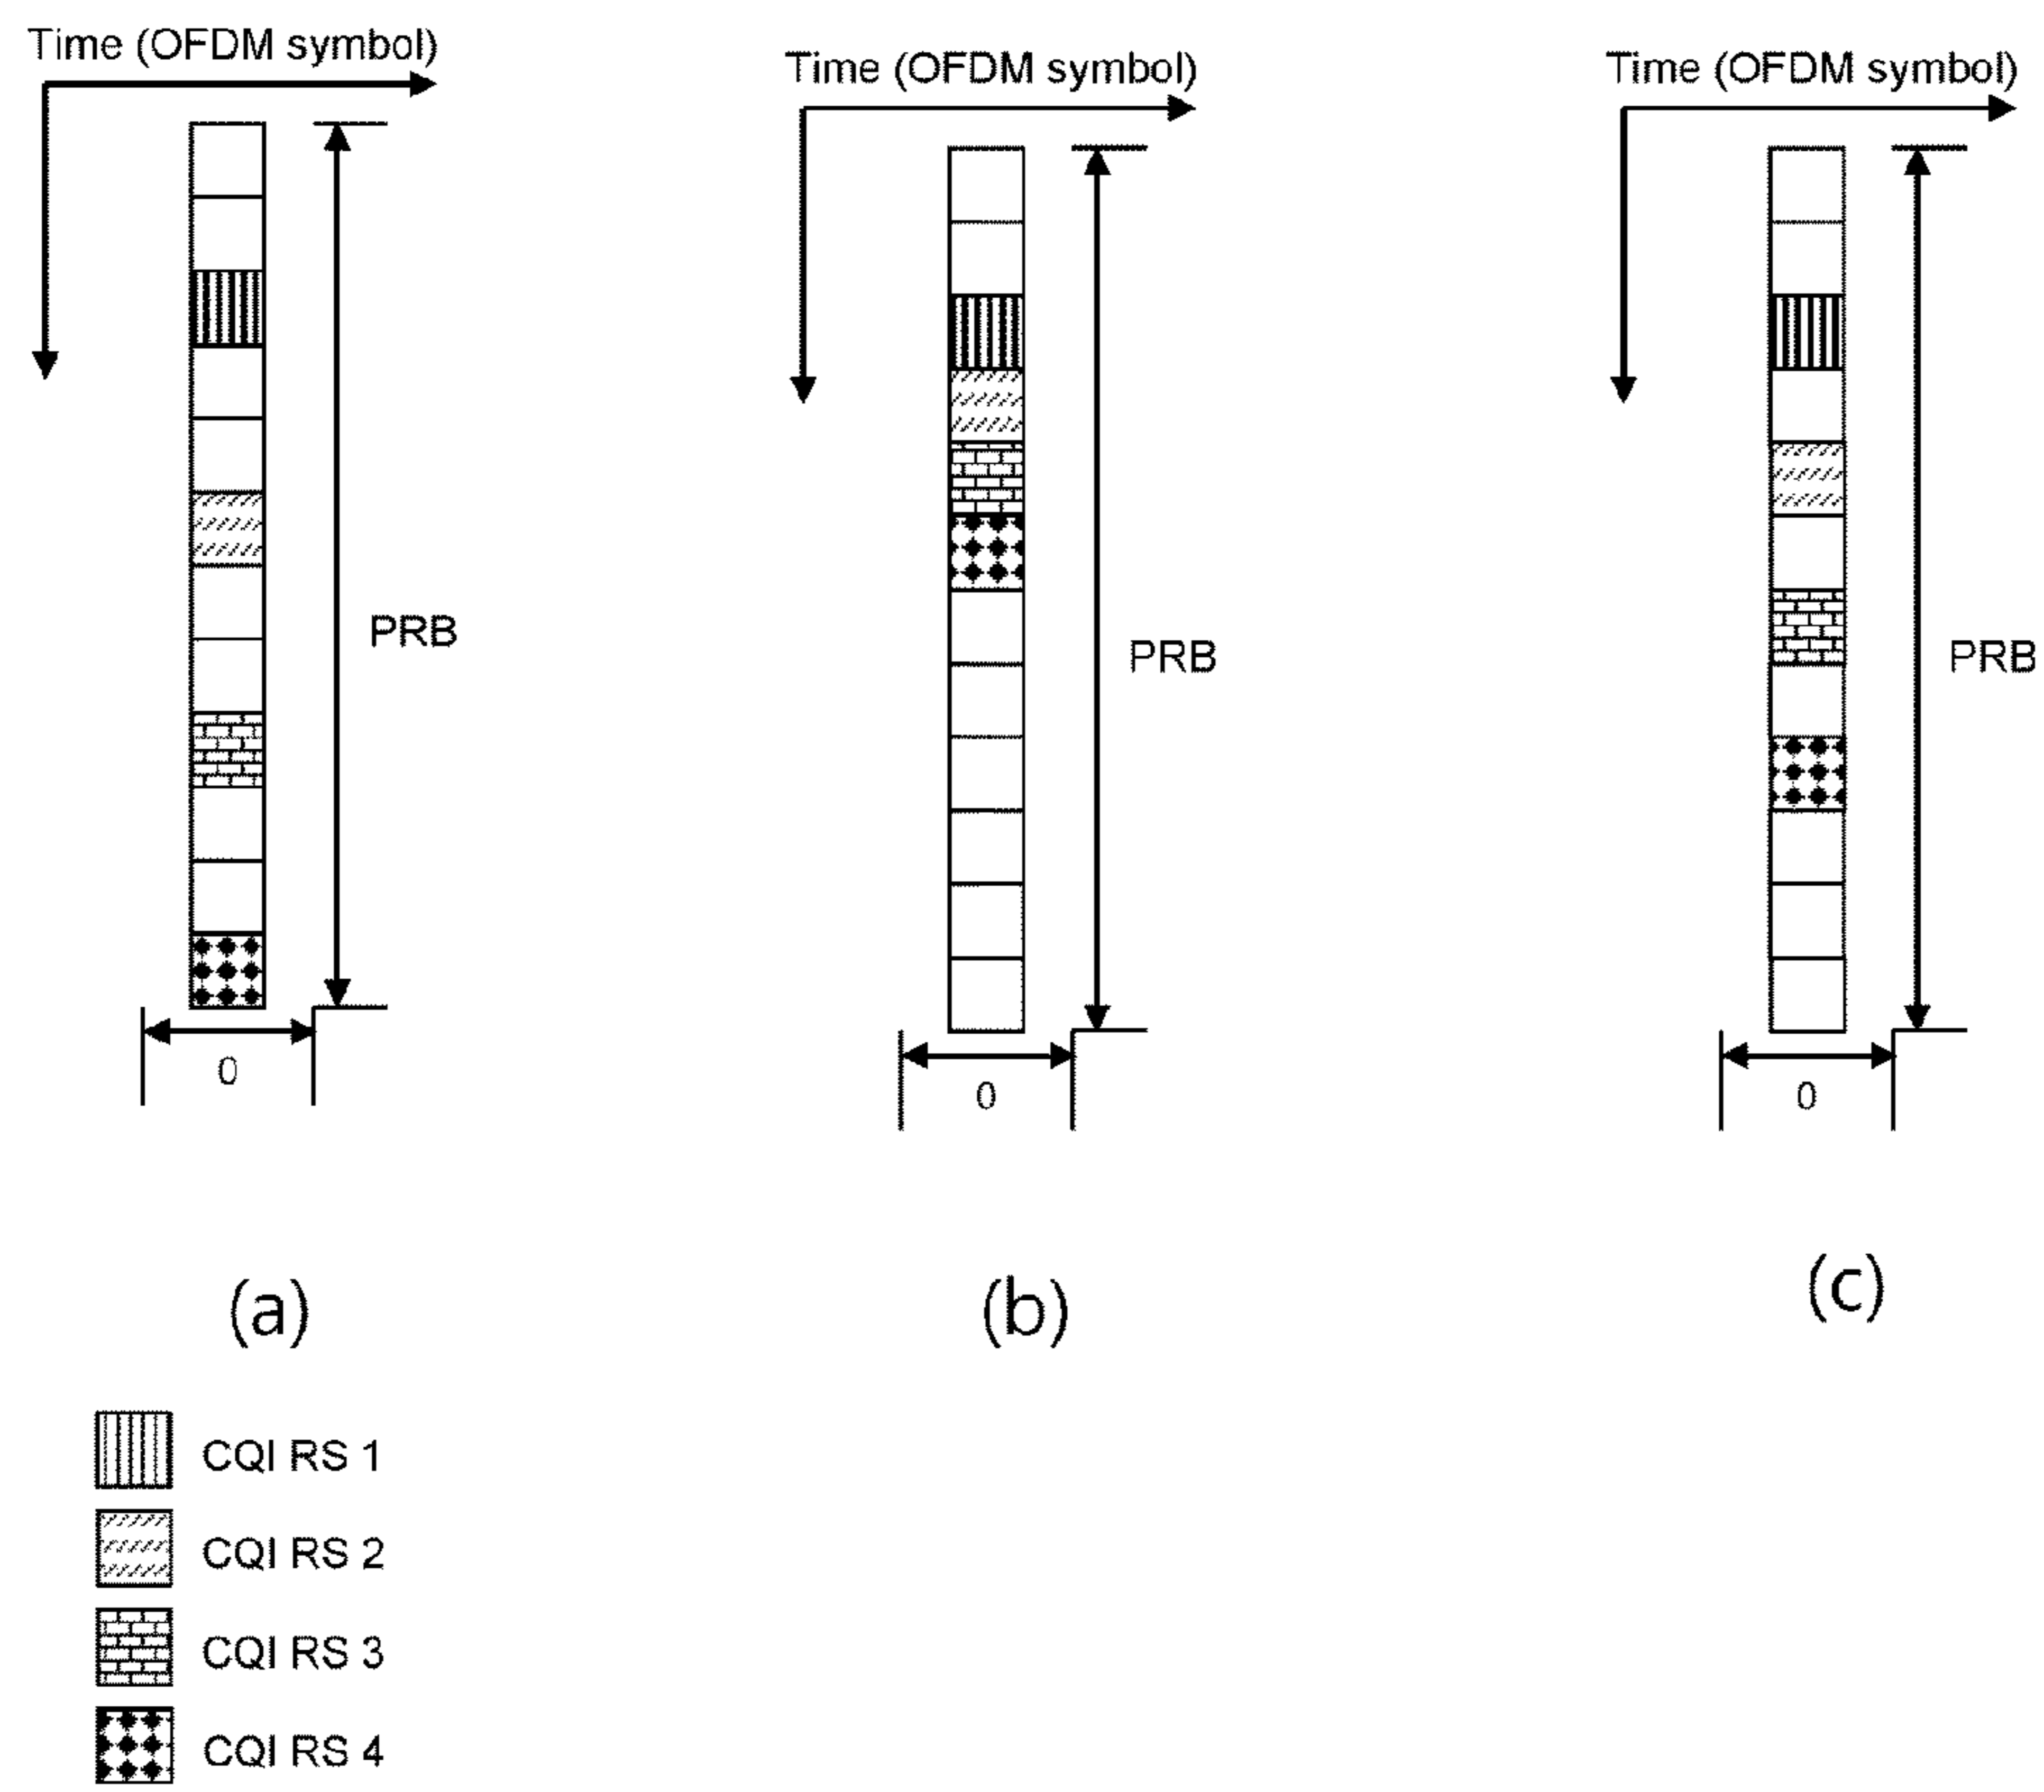 Time (OFDM symbol)
Time (OFDM symbol)
Time (OFDM symbol)
PRB
PRB
PRB
0
0
0
(a)
(b)
(c)
CQI RS 1
CQI RS 2
CQI RS 3
CQI RS 4